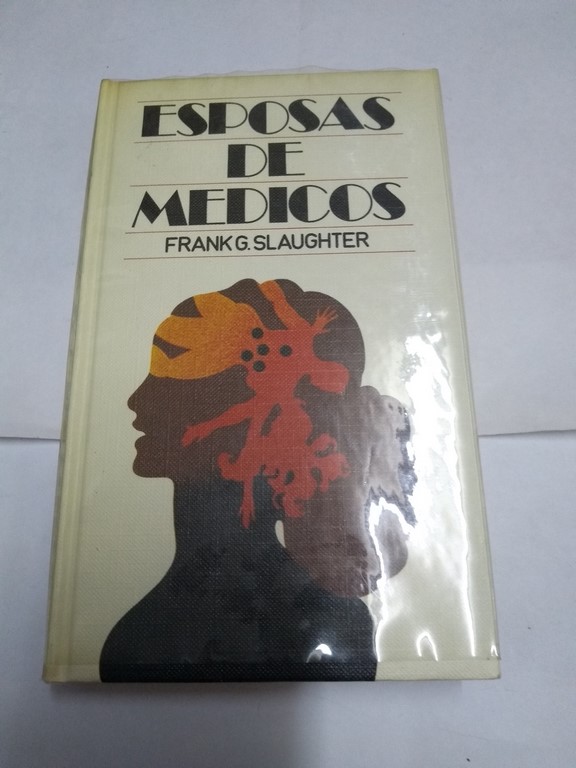 ESPOSAS
DE
MEDICOS
FRANK G. SLAUGHTER